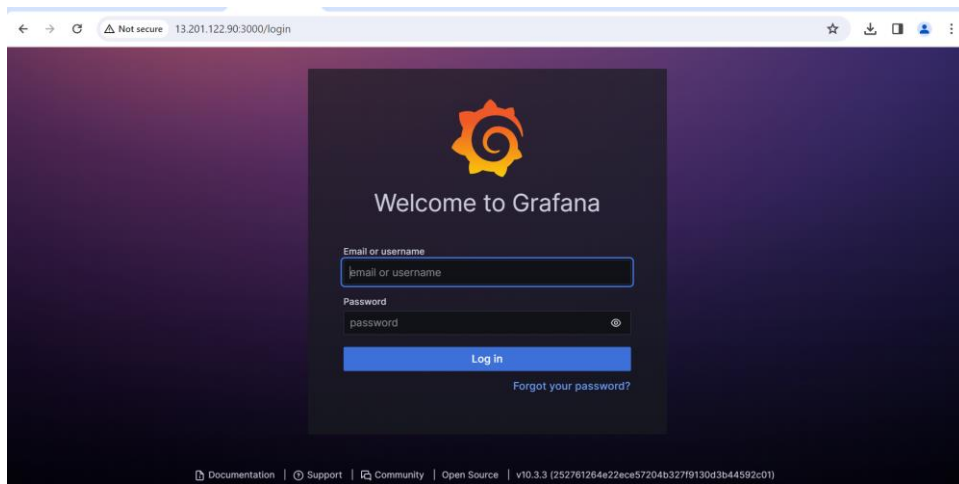 Not secure 13.201.122.90:3000/login
Welcome to Grafana
Email or username
email or username
Password
password
Log in
Forgot your password?
Documentation | Support | Community | Open Source | v10.3.3 (252761264e22ece57204b327f9130d3b44592c01)